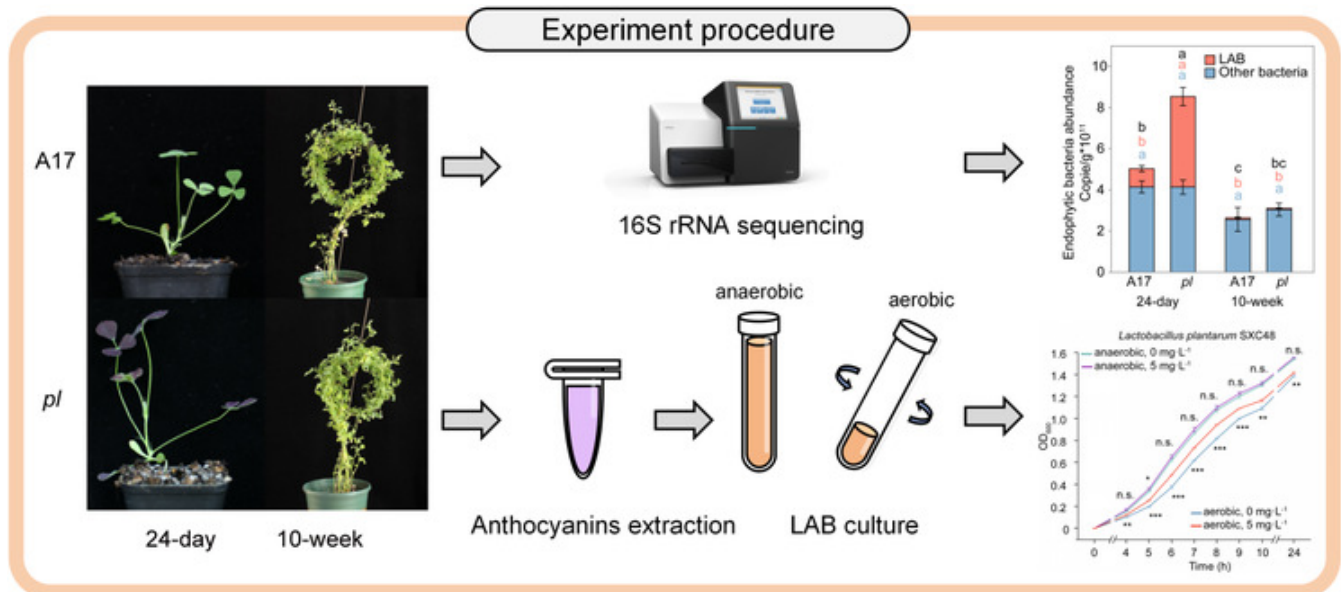 Experiment procedure
A17
pl
24-day
10-week
16S rRNA sequencing
Anthocyanins extraction
anaerobic
aerobic
LAB culture
Endophytic bacteria abundance
Copie/g*10¹¹
10
8
6
4
2
0
LAB
Other bacteria
b
b
a
a
a
a
c
b
a
bc
b
a
A17
pl
A17
pl
24-day
10-week
Lactobacillus plantarum SXC48
anaerobic, 0 mg·L⁻¹
anaerobic, 5 mg·L⁻¹
OD₆₀₀
1.6
1.4
1.2
1.0
0.8
0.6
0.4
0.2
0
n.s.
*
n.s.
n.s.
n.s.
n.s.
n.s.
n.s.
**
***
***
***
***
***
**
**
aerobic, 0 mg·L⁻¹
aerobic, 5 mg·L⁻¹
0 4 5 6 7 8 9 10 24
Time (h)